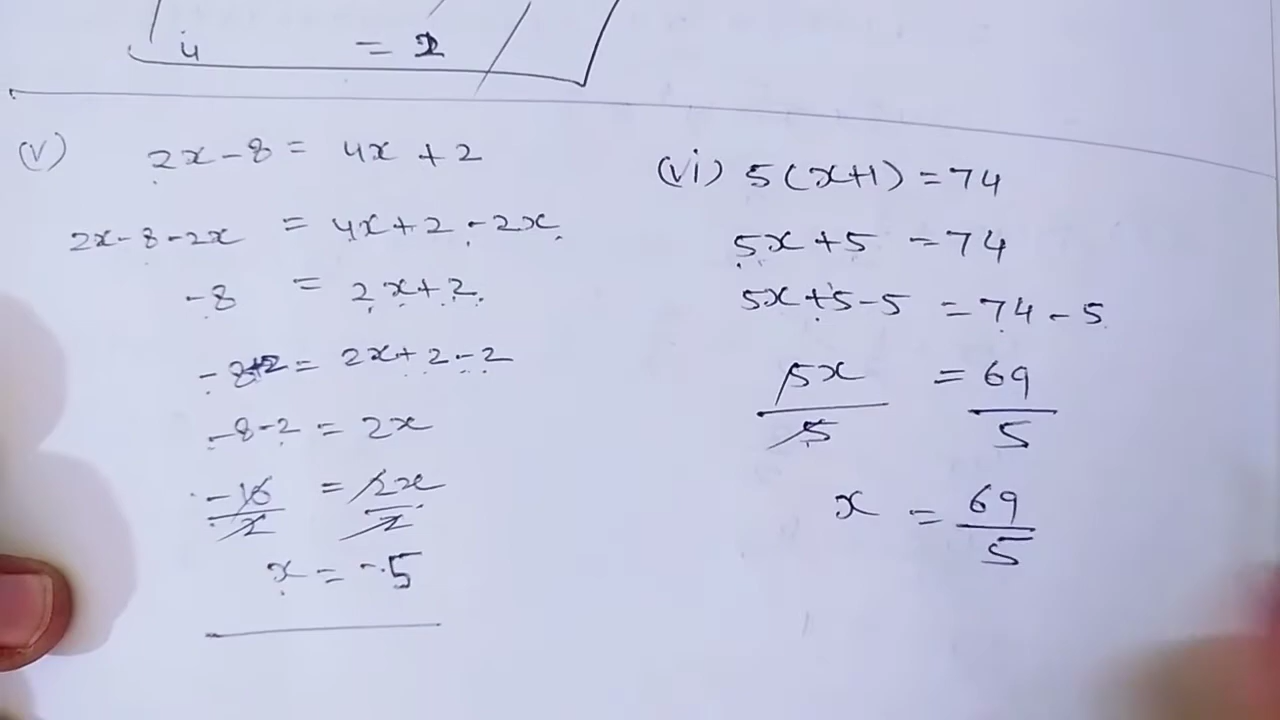 4 = 2
(v) 2x-8 = 4x+2
2x-8-2x = 4x+2-2x
-8 = 2x+2
= 2x+2-2
-8-2 = 2x
-10/2 = 2x/2
x = -5
(vi) 5(x+1) = 74
5x+5 = 74
5x+5-5 = 74-5
5x/5 = 69/5
x = 69/5